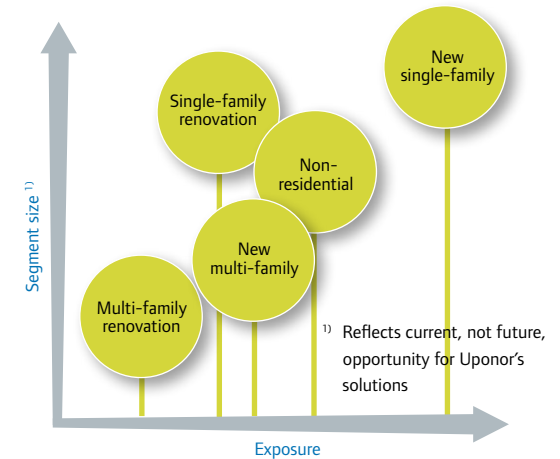 New
single-family
Single-family
renovation
Non-
residential
New
multi-family
Multi-family
renovation
Segment size 1)
1) Reflects current, not future,
opportunity for Uponor's
solutions
Exposure